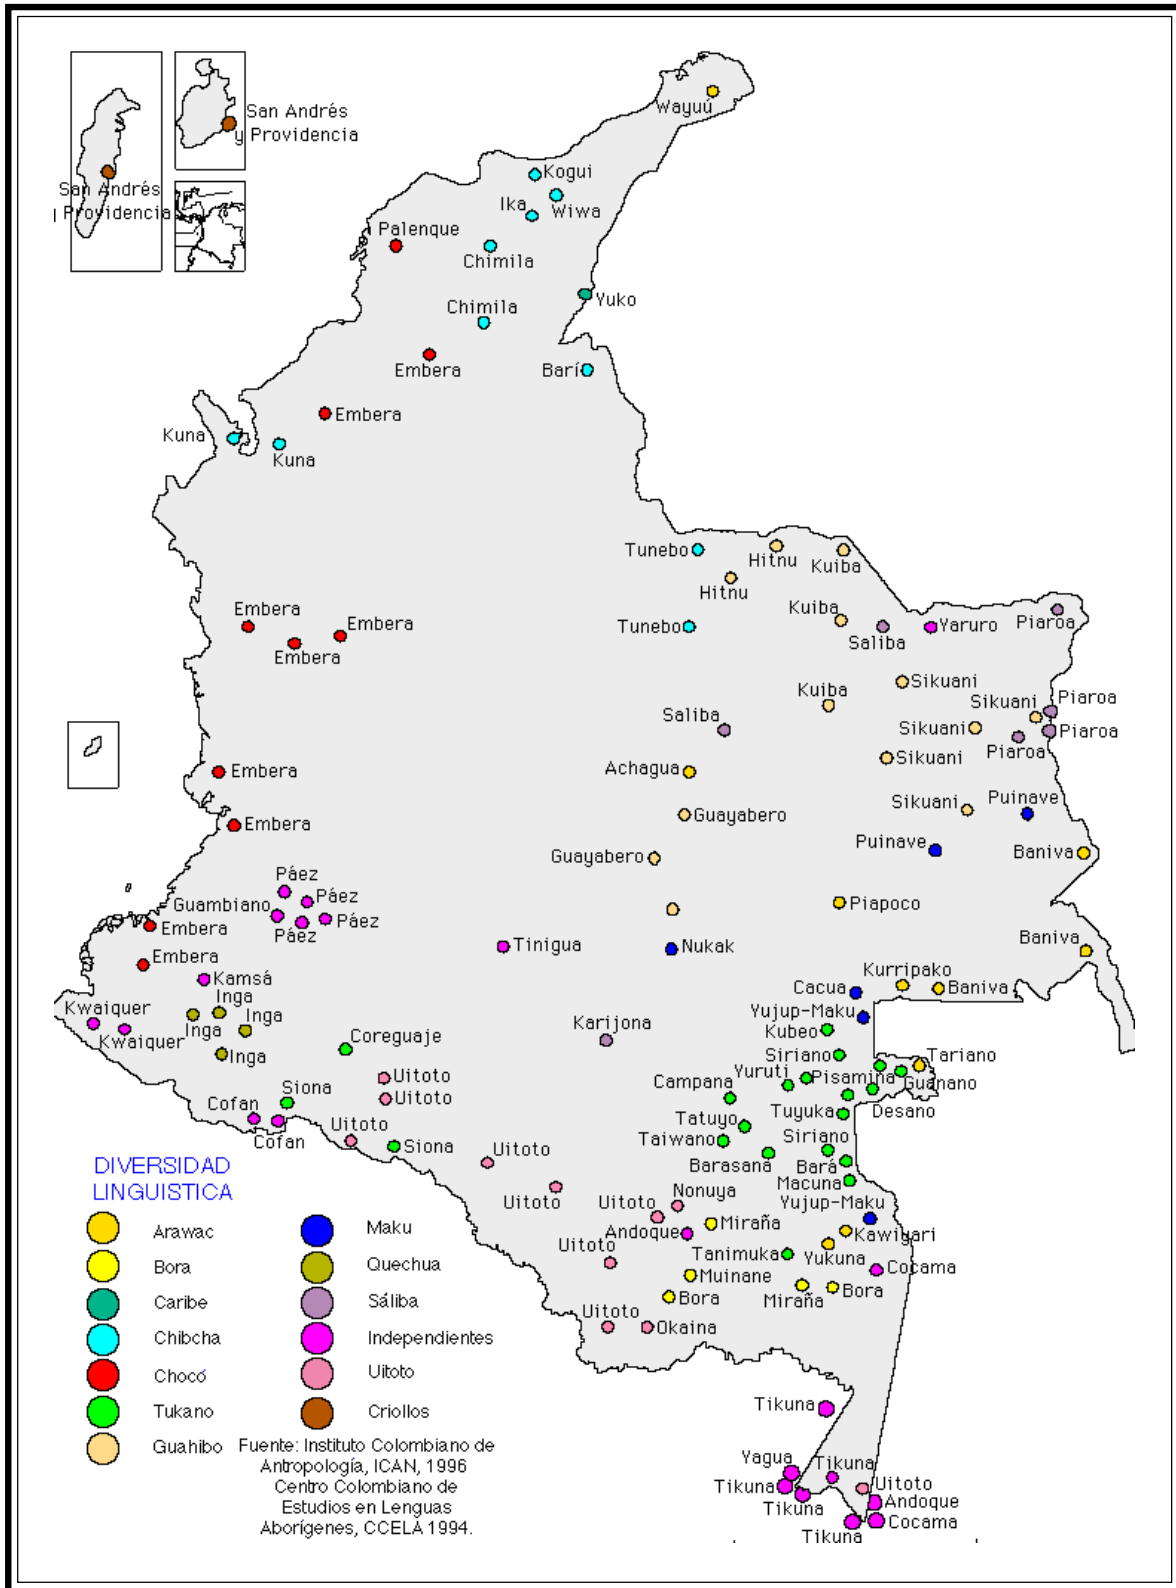 San Andrés
y Providencia
San Andrés
Providencia
Wayuú
Kogui
Ika
Wiwa
Palenque
Chimila
Yuko
Chimila
Embera
Barí
Embera
Kuna
Kuna
Tunebo
Hitnu
Kuiba
Hitnu
Embera
Embera
Embera
Tunebo
Kuiba
Saliba
Yaruro
Piaroa
Sikuani
Kuiba
Saliba
Sikuani
Piaroa
Sikuani
Piaroa
Piaroa
Embera
Achagua
Sikuani
Guayabero
Sikuani
Puinave
Embera
Guayabero
Puinave
Baniva
Páez
Páez
Guambiano
Páez
Páez
Piapoco
Embera
Tinigua
Nukak
Baniva
Embera
Kamsá
Kurripako
Cacua
Baniva
Inga
Kwaiquer
Inga
Inga
Kwaiquer
Yujup-Maku
Kubeo
Karijona
Coreguaje
Inga
Siriano
Tariano
Yuruti
Pisamina
Guanano
Uitoto
Uitoto
Campana
Desano
Siona
Cofan
Tatuyo
Tuyuka
Cofan
Uitoto
Siona
Taiwano
Siriano
Barasana
Bará
Uitoto
Macuna
Uitoto
Nonuya
Uitoto
Yujup-Maku
Miraña
Andoque
Kawiyari
Uitoto
Tanimuka
Yukuna
Cocama
Muinane
Bora
Miraña
Bora
Uitoto
Okaina
Tikuna
Yagua
Tikuna
Tikuna
Uitoto
Tikuna
Andoque
Tikuna
Cocama
DIVERSIDAD
LINGUISTICA
Arawac
Bora
Caribe
Chibcha
Chocó
Tukano
Guahibo
Maku
Quechua
Sáliba
Independientes
Uitoto
Criollos
Fuente: Instituto Colombiano de
Antropología, ICAN, 1996
Centro Colombiano de
Estudios en Lenguas
Aborígenes, CCELA 1994.